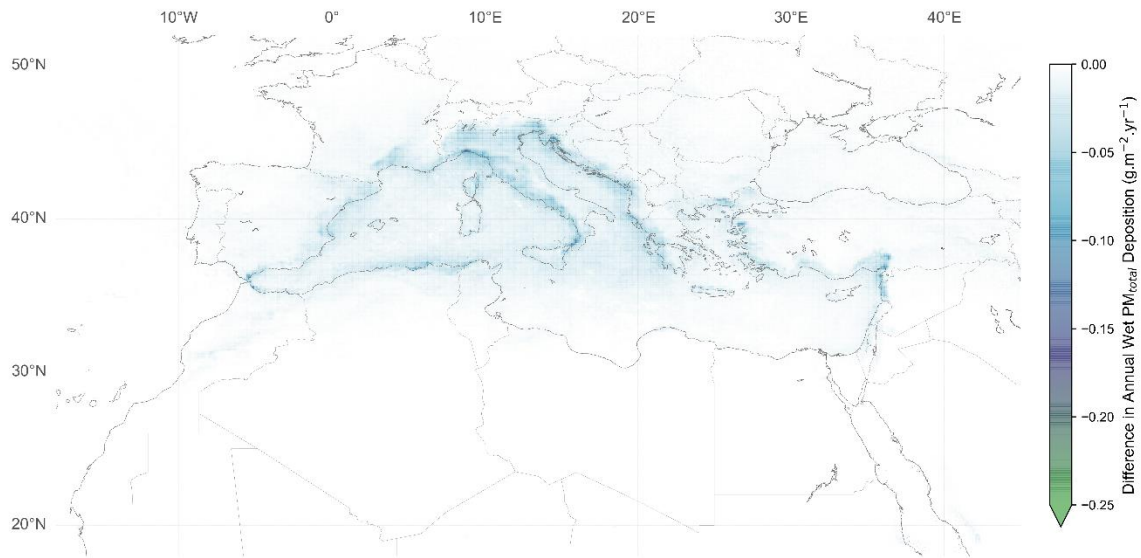 10°W 0° 10°E 20°E 30°E 40°E
50°N
40°N
30°N
20°N
0.00
−0.05
−0.10
−0.15
−0.20
−0.25
Difference in Annual Wet PMtotal Deposition (g.m−2.yr−1)